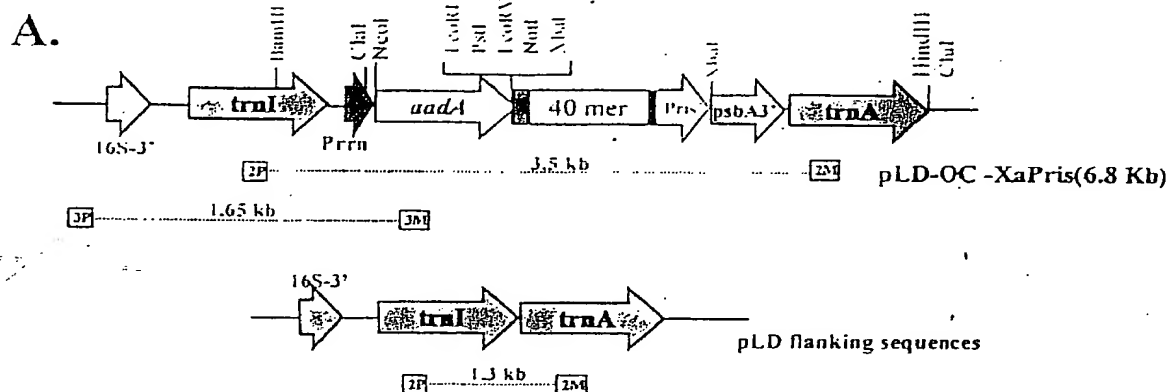 A.
BamHI
ClaI
NcoI
EcoRI
PstI
EcoRV
NotI
XbaI
XbaI
HindIII
ClaI
trnI
aadA
40 mer
Pris
psbA3'
trnA
16S-3'
Prrn
2P 3.5 kb 2M
pLD-OC -XaPris(6.8 Kb)
3P 1.65 kb 3M
16S-3'
trnI
trnA
pLD flanking sequences
2P 1.3 kb 2M